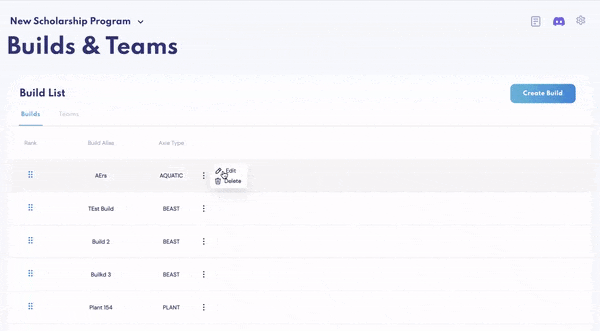 New Scholarship Program
Builds & Teams
Build List
Create Build
Builds Teams
Rank Build Alias Axie Type:
AErs AQUATIC
Edit
Delete
TEst Build BEAST
Build 2 BEAST
Builkd 3 BEAST
Plant 154 PLANT